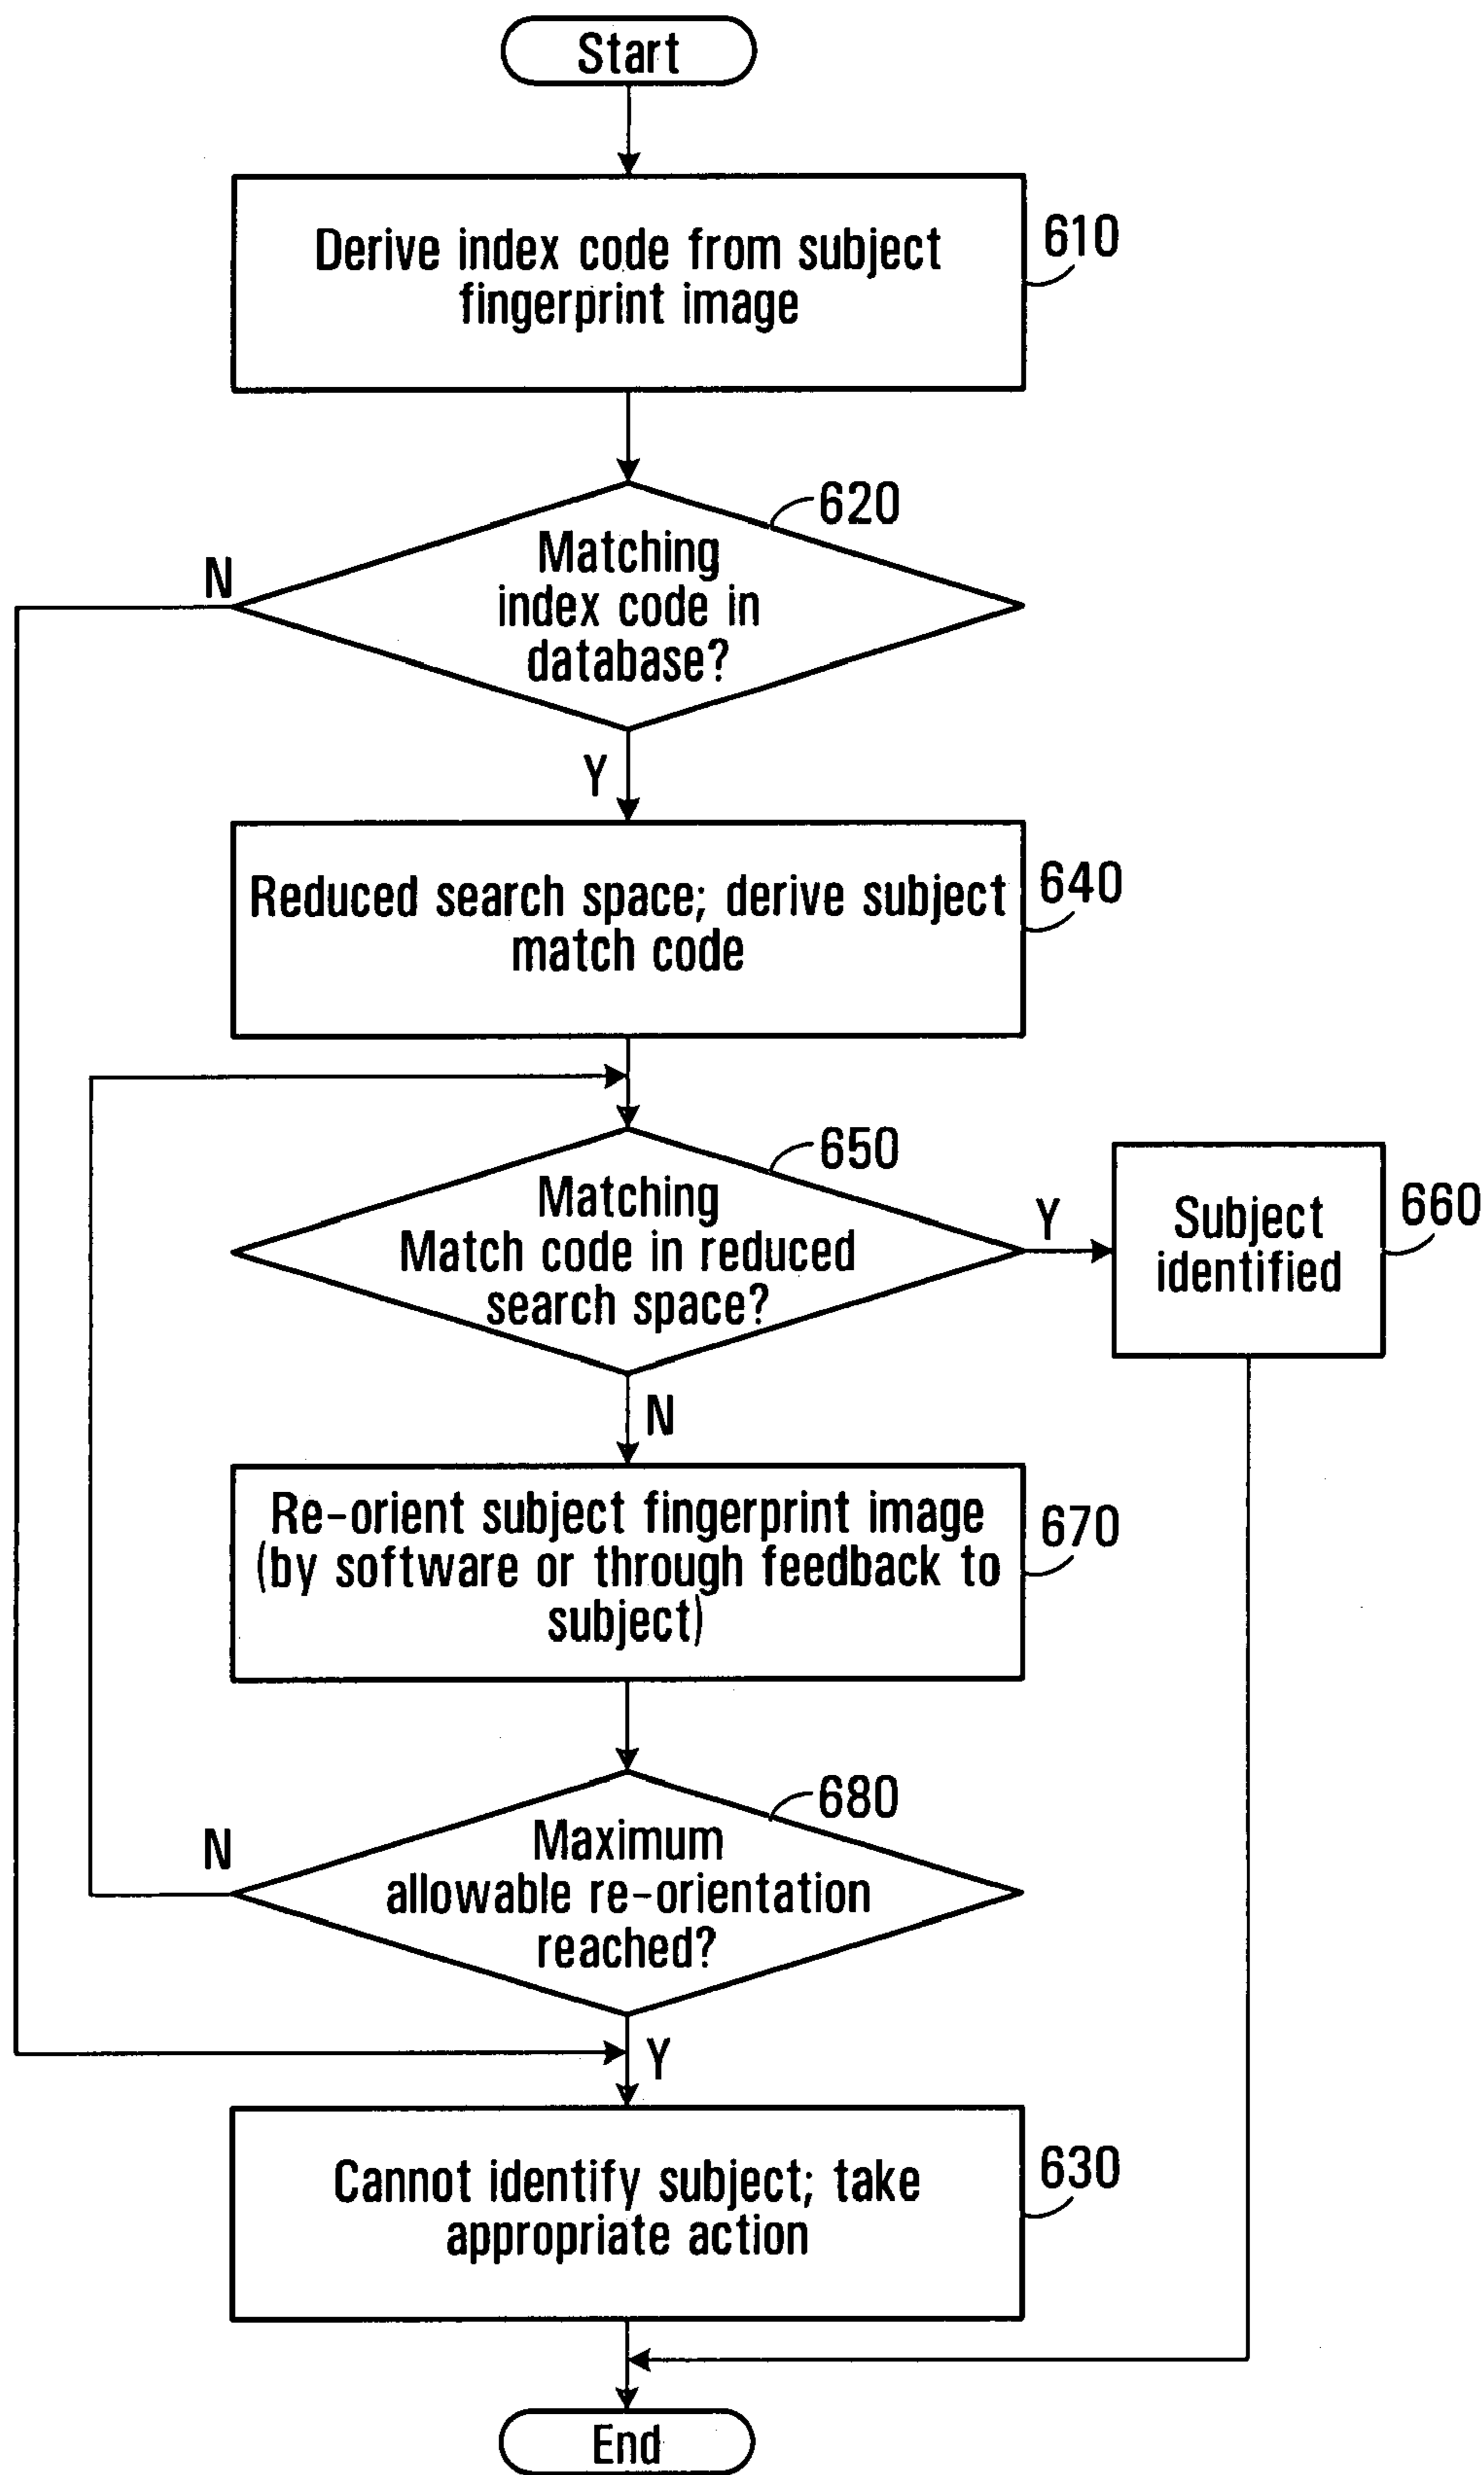 Start
Derive index code from subject
fingerprint image
610
620
Matching
index code in
database?
N
Y
Reduced search space; derive subject
match code
640
650
Matching
Match code in reduced
search space?
Y
Subject
identified
660
N
Re-orient subject fingerprint image
(by software or through feedback to
subject)
670
680
Maximum
allowable re-orientation
reached?
N
Y
Cannot identify subject; take
appropriate action
630
End